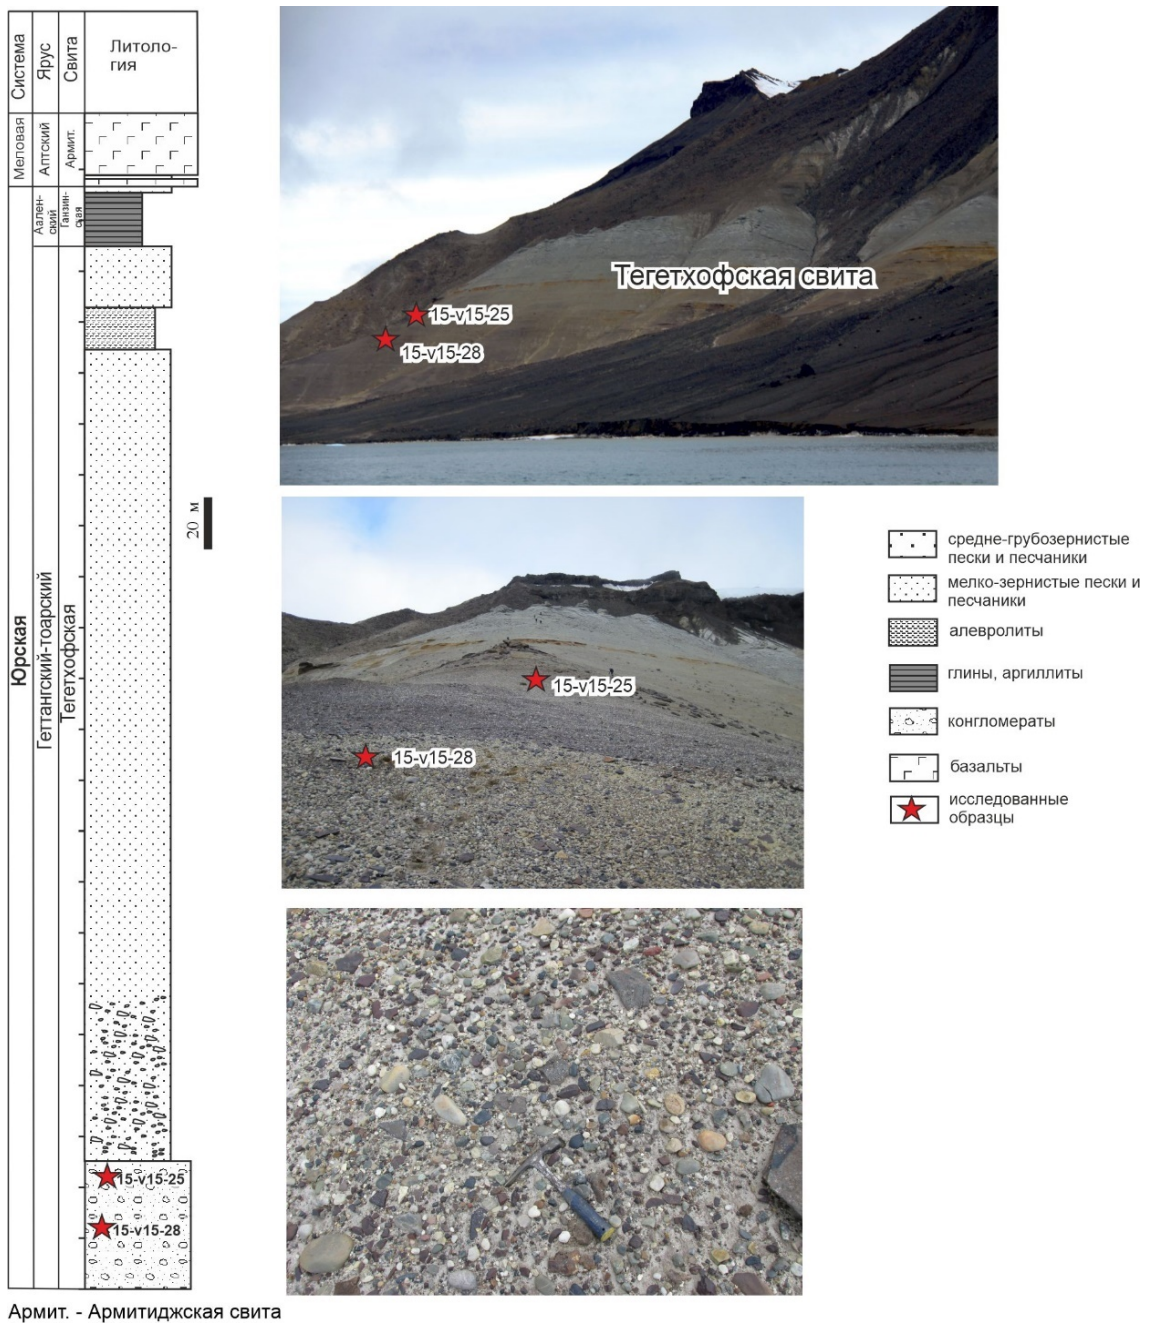 Система
Ярус
Свита
Литоло-
гия
Меловая
Аптский
Армит.
Аален-
ский
Ганзин-
ская
Юрская
Геттангский-тоарский
Тегетхофская
20 м
15-v15-25
15-v15-28
Армит. - Армитиджская свита
Тегетхофская свита
15-v15-25
15-v15-28
15-v15-25
15-v15-28
средне-грубозернистые
пески и песчаники
мелко-зернистые пески и
песчаники
алевролиты
глины, аргиллиты
конгломераты
базальты
исследованные
образцы